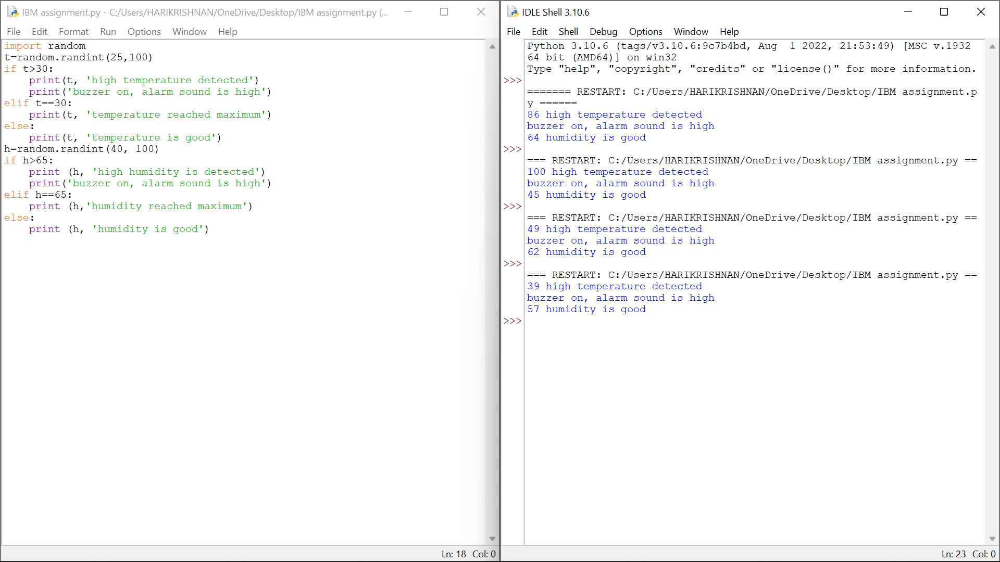 IBM assignment.py - C:/Users/HARIKRISHNAN/OneDrive/Desktop/IBM assignment.py (...
File Edit Format Run Options Window Help
import random
t=random.randint(25,100)
if t>30:
    print(t, 'high temperature detected')
    print('buzzer on, alarm sound is high')
elif t==30:
    print(t, 'temperature reached maximum')
else:
    print(t, 'temperature is good')
h=random.randint(40, 100)
if h>65:
    print (h, 'high humidity is detected')
    print('buzzer on, alarm sound is high')
elif h==65:
    print (h,'humidity reached maximum')
else:
    print (h, 'humidity is good')
Ln: 18 Col: 0
IDLE Shell 3.10.6
File Edit Shell Debug Options Window Help
Python 3.10.6 (tags/v3.10.6:9c7b4bd, Aug  1 2022, 21:53:49) [MSC v.1932
64 bit (AMD64)] on win32
Type "help", "copyright", "credits" or "license()" for more information.
>>>
======= RESTART: C:/Users/HARIKRISHNAN/OneDrive/Desktop/IBM assignment.p
y ======
86 high temperature detected
buzzer on, alarm sound is high
64 humidity is good
>>>
=== RESTART: C:/Users/HARIKRISHNAN/OneDrive/Desktop/IBM assignment.py ==
100 high temperature detected
buzzer on, alarm sound is high
45 humidity is good
>>>
=== RESTART: C:/Users/HARIKRISHNAN/OneDrive/Desktop/IBM assignment.py ==
49 high temperature detected
buzzer on, alarm sound is high
62 humidity is good
>>>
=== RESTART: C:/Users/HARIKRISHNAN/OneDrive/Desktop/IBM assignment.py ==
39 high temperature detected
buzzer on, alarm sound is high
57 humidity is good
>>>
Ln: 23 Col: 0